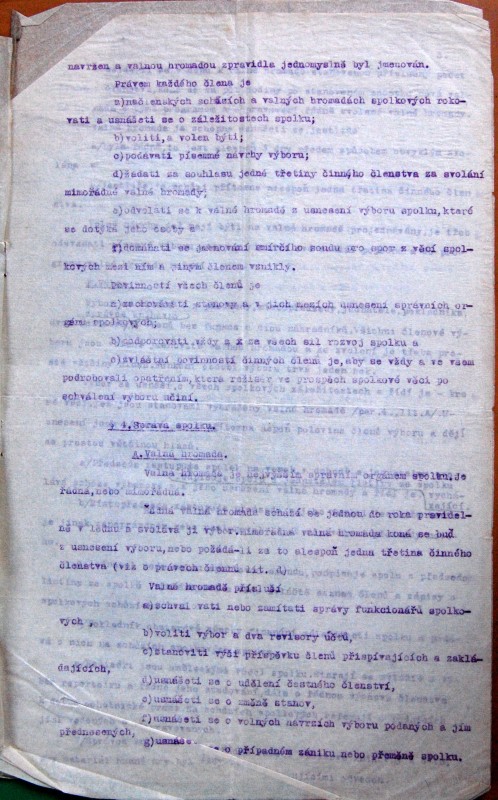 navržen a valnou hromadou zpravidla jednomyslně byl jmenován.
Právem každého člena je
a)načlenských schůzích a valných hromadách spolkových roko-
vati a usnášeti se o záležitostech spolku;
b)voliti,a volen býti;
c)podávati písemné návrhy výboru;
d)žádati za souhlasu jedné třetiny činného členstva za svolání
mimořádné valné hromady;
e)odvolati se k valné hromadě z usnesení výboru spolku,které
se dotýká jeho osoby a
f)domáhati se jmenování smírčího soudu pro spor z věcí spol-
kových mezi ním a jiným členem vzniklý.
Povinností všech členů je
a)zachovávati stanovy a v jich mezích usnesení správních or-
gánů spolkových;
b)podporovati vždy a ze všech sil rozvoj spolku a
c)zvláštní povinností činných členů je,aby se vždy a ve všem
podrobovali opatřením,která režisér ve prospěch spolkové věci po
schválení výboru učiní.
§ 4.Správa spolku.
A.Valná hromada.
Valná hromada je nejvyšším správním orgánem spolku.Je
řádná,nebo mimořádná.
Řádná valná hromada schází se jednou do roka pravidel-
ně v lednu a svolává ji výbor.Mimořádná valná hromada koná se buď
z usnesení výboru,nebo požádá-li za to alespoň jedna třetina činného
členstva (viz o právech členů lit. d)
Valné hromadě přísluší
a)schvalovati nebo zamítati správy funkcionářů spolko-
vých,
b)voliti výbor a dva revisory účtů,
c)stanoviti výši příspěvku členů přispívajících a zaklá-
dajících,
d)usnášeti se o udělení čestného členství,
e)usnášeti se o změně stanov,
f)usnášeti se o volných návrzích výboru podaných a jím
přednesených,
g)usnáše se o případném zániku nebo přeměně spolku.